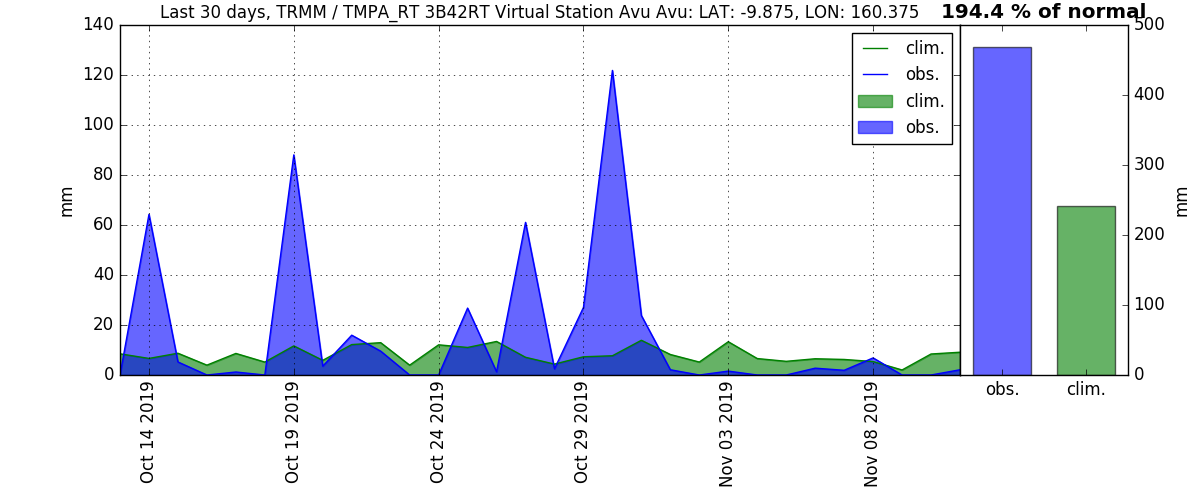 Last 30 days, TRMM / TMPA_RT 3B42RT Virtual Station Avu Avu: LAT: -9.875, LON: 160.375
194.4 % of normal
mm
140
120
100
80
60
40
20
0
clim.
obs.
clim.
obs.
Oct 14 2019
Oct 19 2019
Oct 24 2019
Oct 29 2019
Nov 03 2019
Nov 08 2019
500
400
300
200
100
0
mm
obs.
clim.